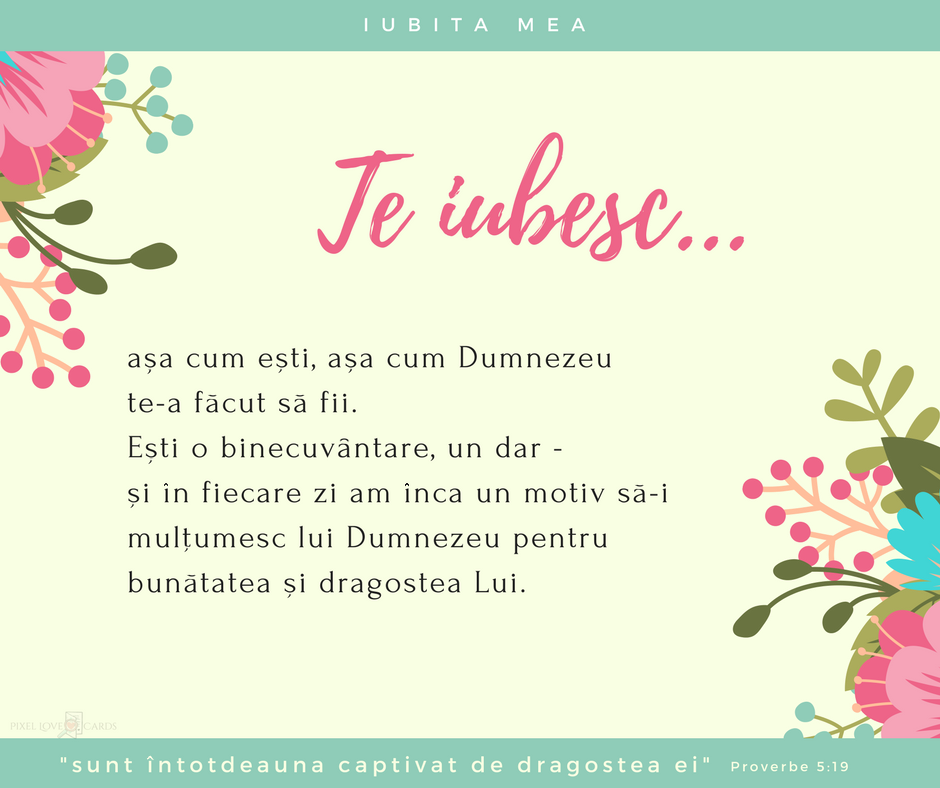 IUBITA MEA
Te iubesc...
așa cum ești, așa cum Dumnezeu
te-a făcut să fii.
Ești o binecuvântare, un dar -
și în fiecare zi am înca un motiv să-i
mulțumesc lui Dumnezeu pentru
bunătatea și dragostea Lui.
PIXEL LOVE CARDS
"sunt întotdeauna captivat de dragostea ei" Proverbe 5:19